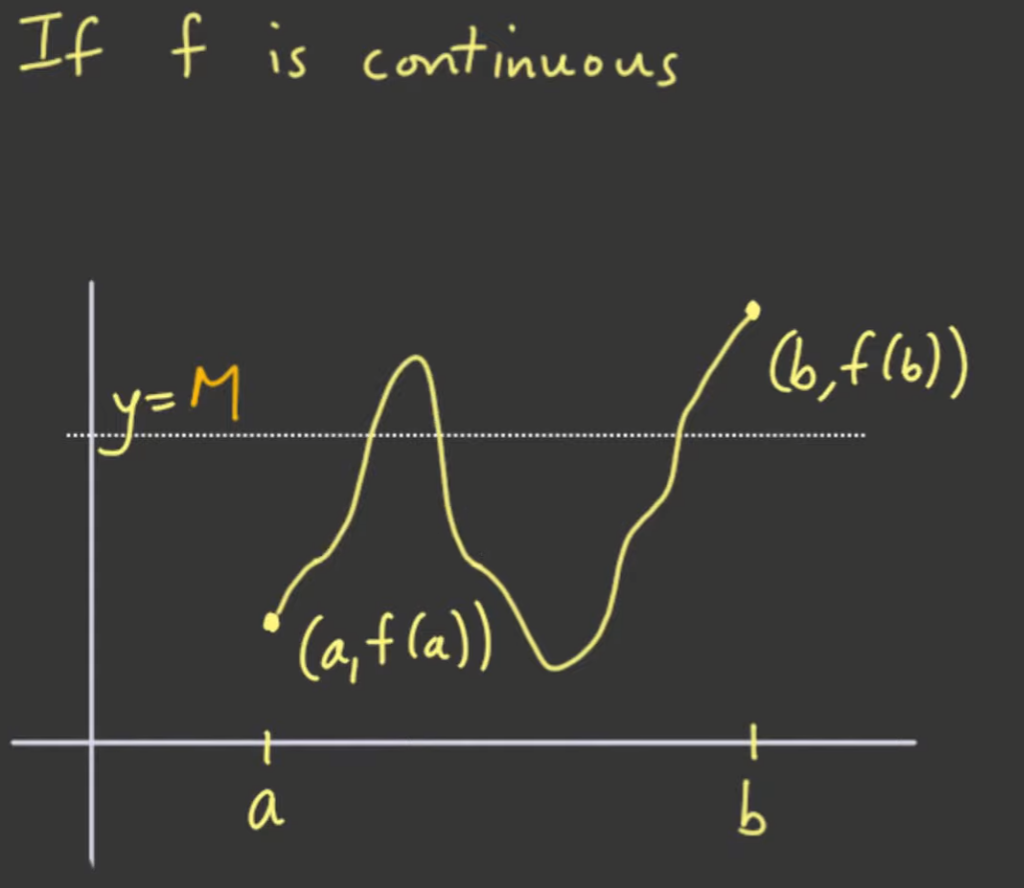 If f is continuous
y = M
(b, f(b))
(a, f(a))
a
b